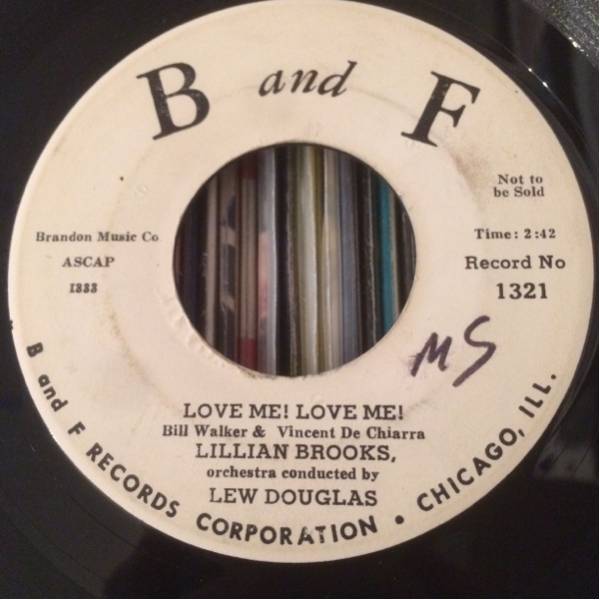 B and F
Not to
be Sold
Brandon Music Co
ASCAP
1333
Time: 2:42
Record No
1321
MS
LOVE ME! LOVE ME!
Bill Walker & Vincent De Chiarra
LILLIAN BROOKS,
orchestra conducted by
LEW DOUGLAS
B and F RECORDS CORPORATION • CHICAGO, ILL.